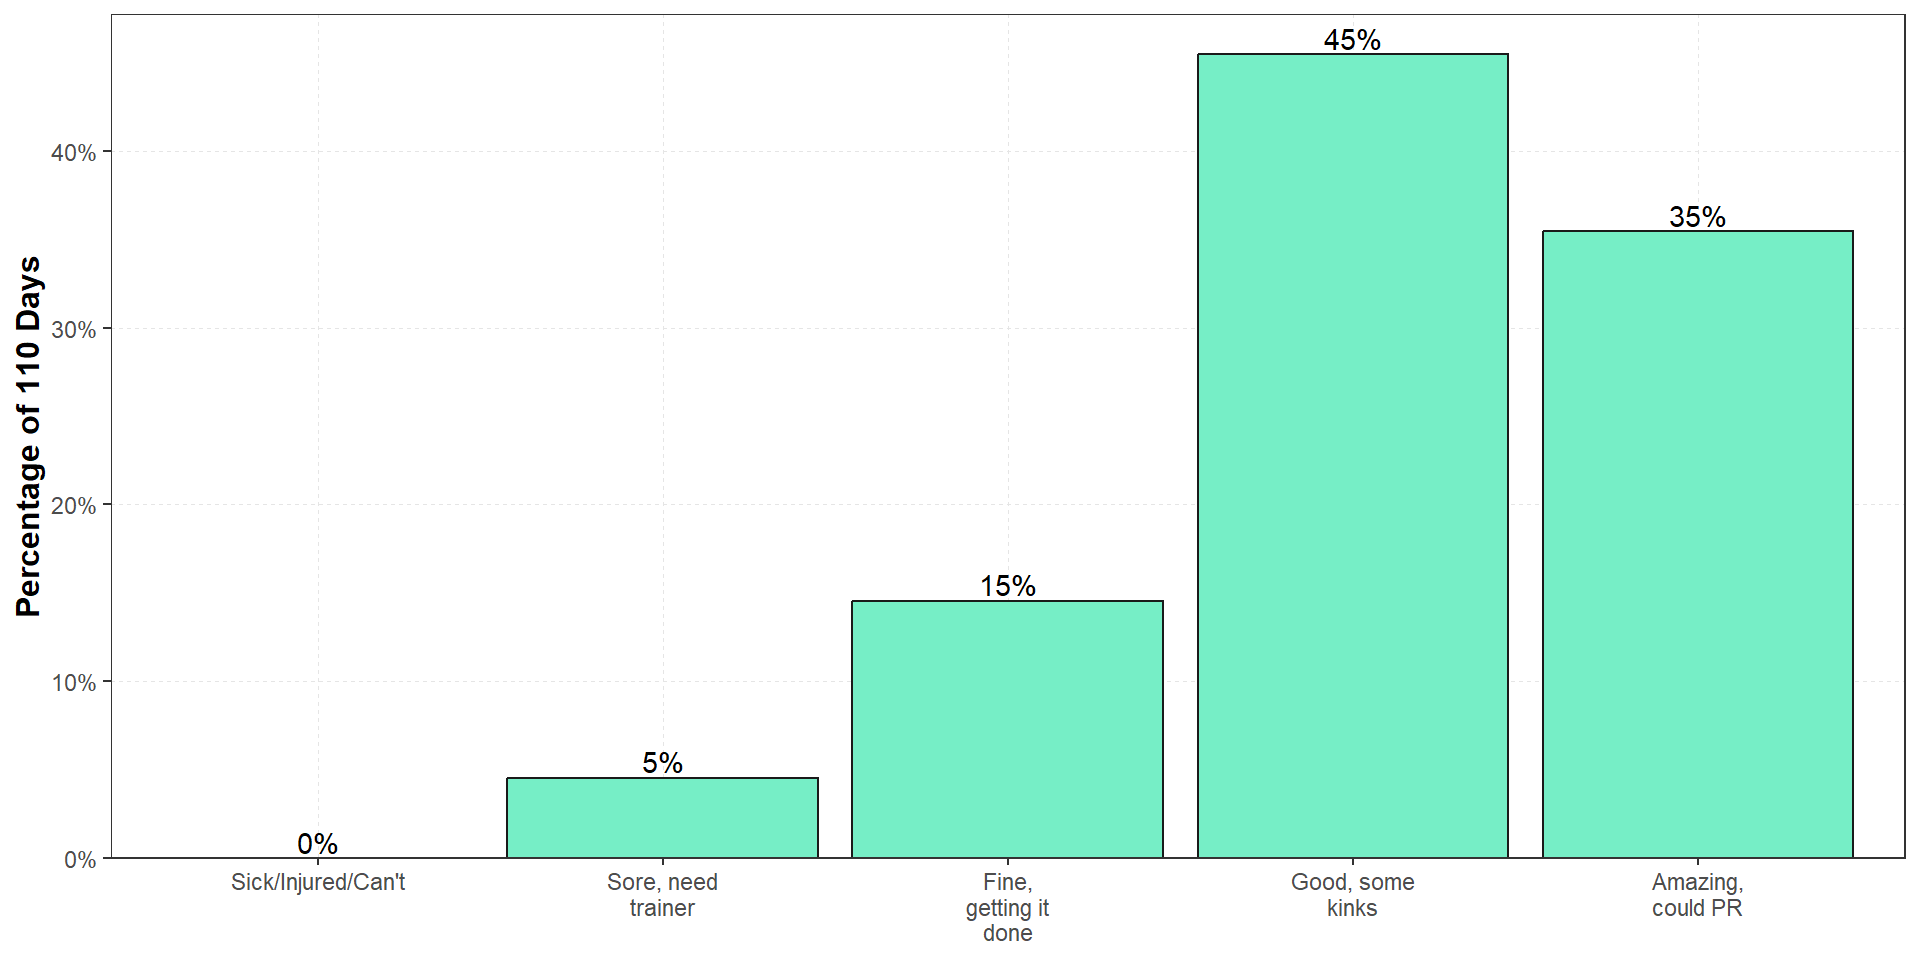 Percentage of 110 Days
40%
30%
20%
10%
0%
0%
5%
15%
45%
35%
Sick/Injured/Can't
Sore, need
trainer
Fine,
getting it
done
Good, some
kinks
Amazing,
could PR